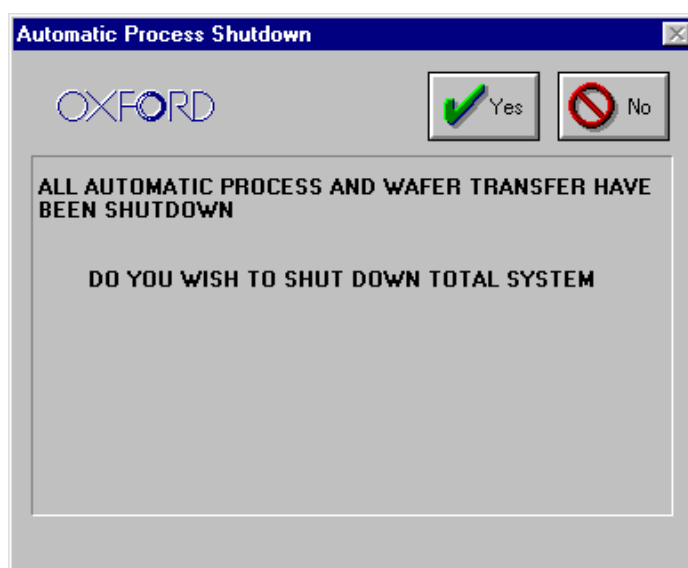 Automatic Process Shutdown
OXFORD
Yes
No
ALL AUTOMATIC PROCESS AND WAFER TRANSFER HAVE
BEEN SHUTDOWN
DO YOU WISH TO SHUT DOWN TOTAL SYSTEM